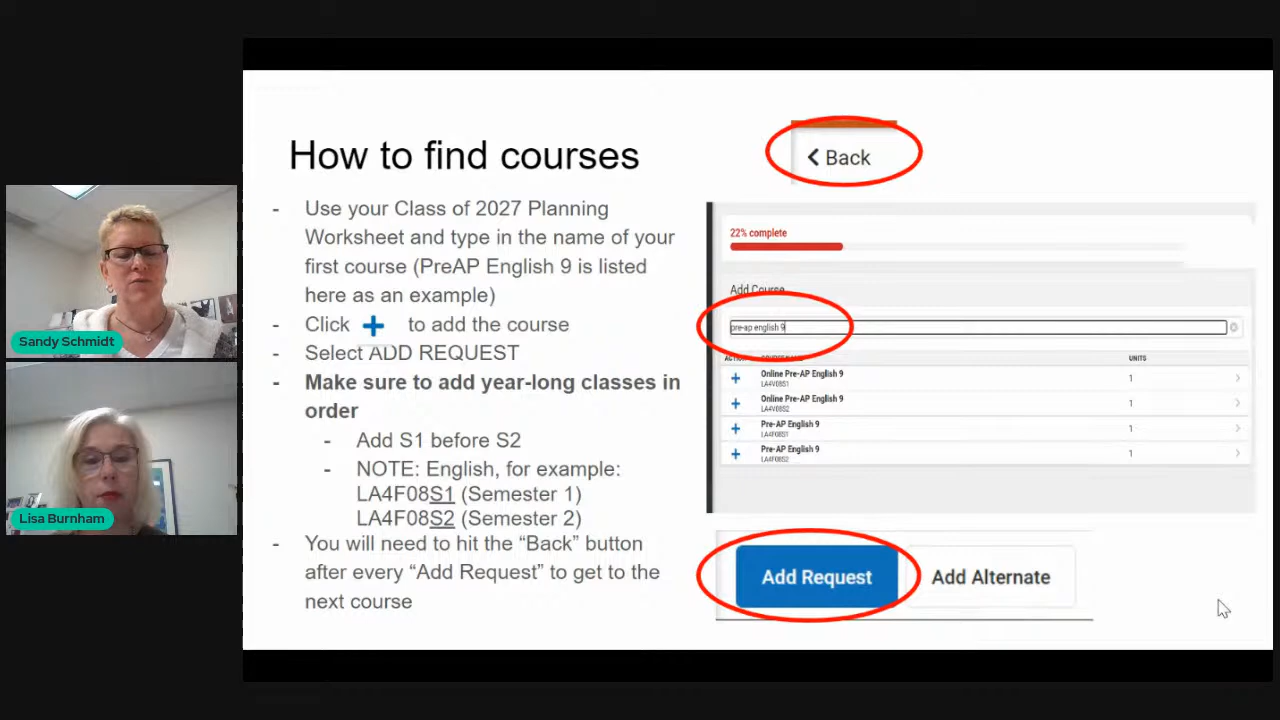 How to find courses
- Use your Class of 2027 Planning
Worksheet and type in the name of your
first course (PreAP English 9 is listed
here as an example)
- Click + to add the course
- Select ADD REQUEST
- Make sure to add year-long classes in
order
- Add S1 before S2
- NOTE: English, for example:
LA4F08S1 (Semester 1)
LA4F08S2 (Semester 2)
- You will need to hit the “Back” button
after every “Add Request” to get to the
next course
Back
22% complete
Add Course
pre-ap english 9
COURSE NAME UNITS
Online Pre-AP English 9 1
LA4V08S1
Online Pre-AP English 9 1
LA4V08S2
Pre-AP English 9 1
LA4F08S1
Pre-AP English 9 1
LA4F08S2
Add Request Add Alternate
Sandy Schmidt
Lisa Burnham